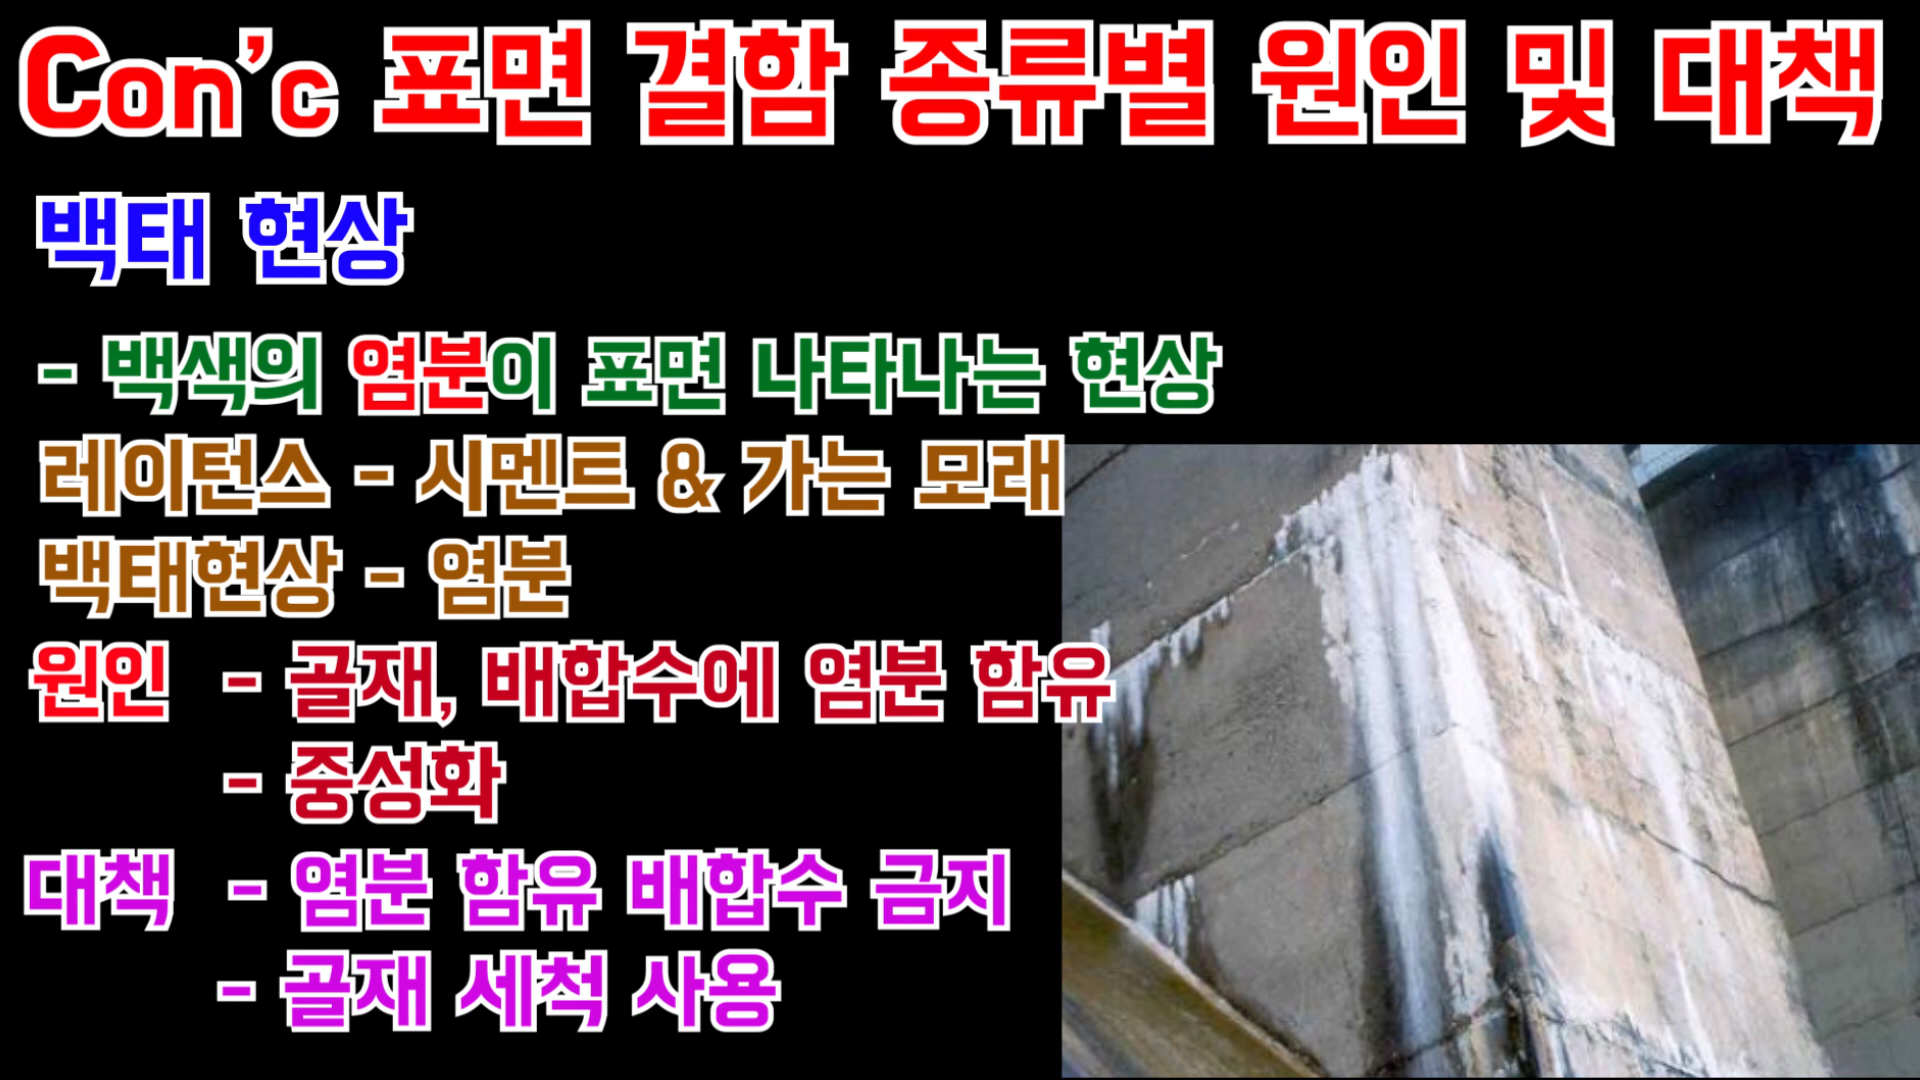 Con'c 표면 결함 종류별 원인 및 대책
백태 현상
- 백색의 염분이 표면 나타나는 현상
레이턴스 - 시멘트 & 가는 모래
백태현상 - 염분
원인 - 골재, 배합수에 염분 함유
- 중성화
대책 - 염분 함유 배합수 금지
- 골재 세척 사용